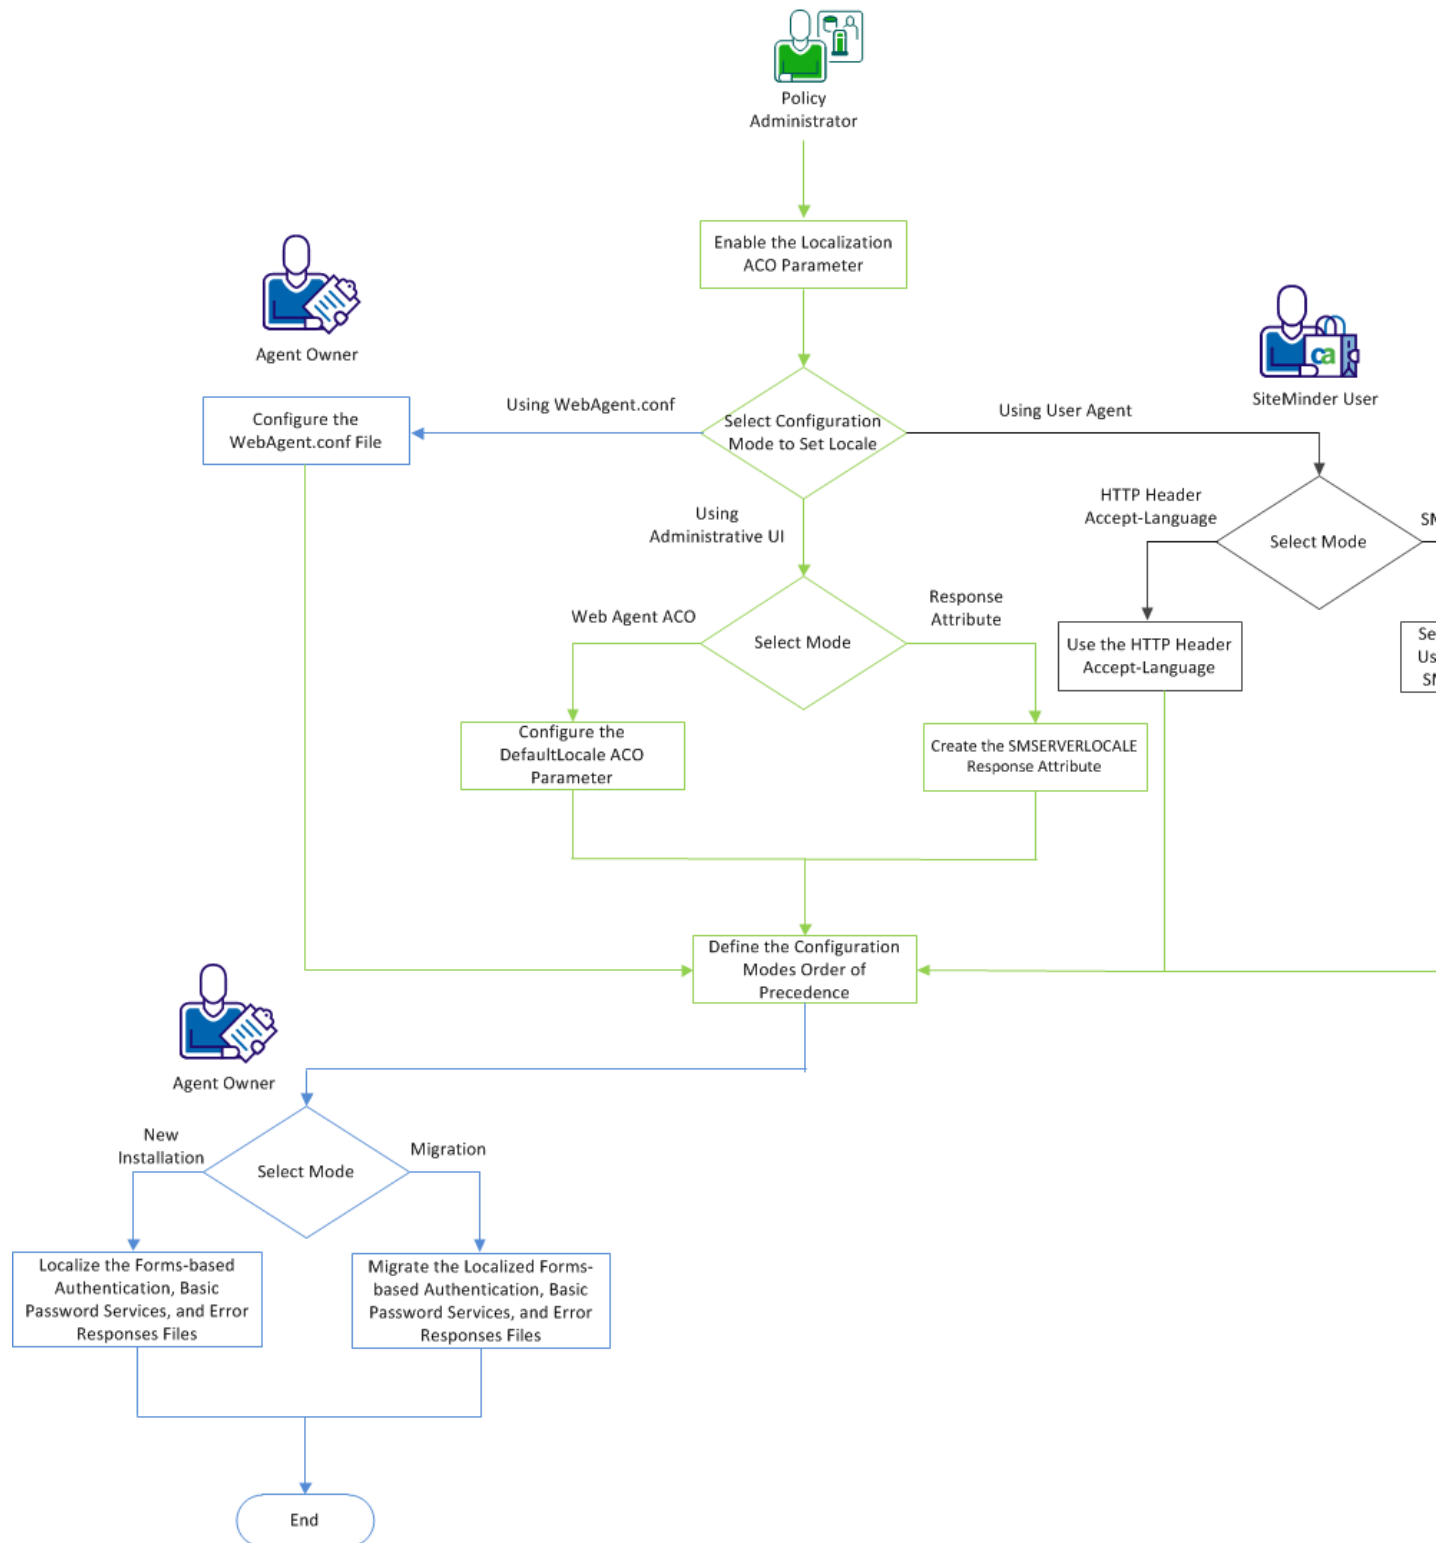 Policy
Administrator
Enable the Localization
ACO Parameter
Agent Owner
ca
SiteMinder User
Using WebAgent.conf
Select Configuration
Mode to Set Locale
Using User Agent
Configure the
WebAgent.conf File
HTTP Header
Accept-Language
Select Mode
Using
Administrative UI
Web Agent ACO
Select Mode
Response
Attribute
Use the HTTP Header
Accept-Language
Configure the
DefaultLocale ACO
Parameter
Create the SMSERVERLOCALE
Response Attribute
Define the Configuration
Modes Order of
Precedence
Agent Owner
New
Installation
Select Mode
Migration
Localize the Forms-based
Authentication, Basic
Password Services, and Error
Responses Files
Migrate the Localized Forms-
based Authentication, Basic
Password Services, and Error
Responses Files
End